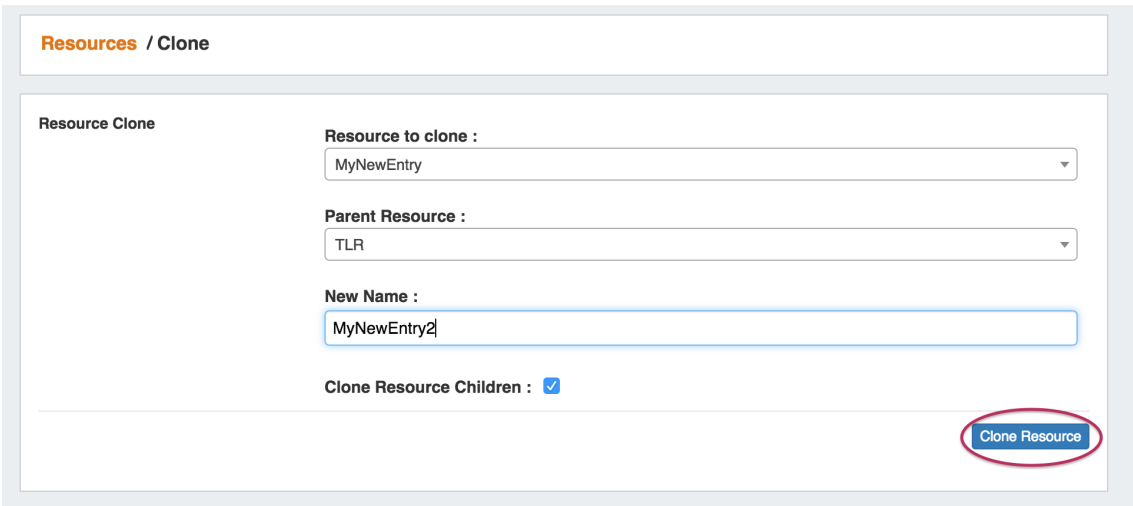 Resources / Clone
Resource Clone
Resource to clone :
MyNewEntry
Parent Resource :
TLR
New Name :
MyNewEntry2
Clone Resource Children :
Clone Resource